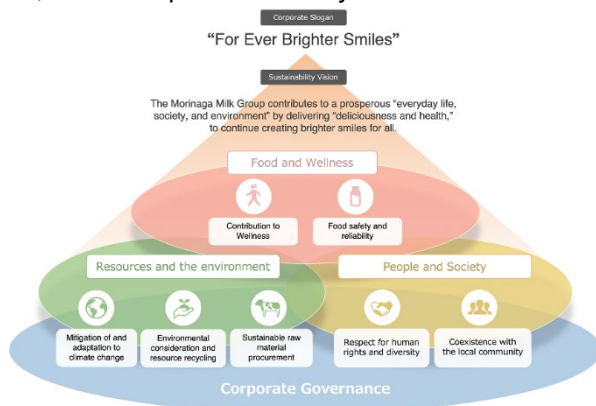 Corporate Slogan
“For Ever Brighter Smiles”
Sustainability Vision
The Morinaga Milk Group contributes to a prosperous “everyday life,
society, and environment” by delivering “deliciousness and health,”
to continue creating brighter smiles for all.
Food and Wellness
Contribution to
Wellness
Food safety and
reliability
Resources and the environment
People and Society
Mitigation of and
adaptation to
climate change
Environmental
consideration and
resource recycling
Sustainable raw
material
procurement
Respect for human
rights and diversity
Coexistence with
the local community
Corporate Governance